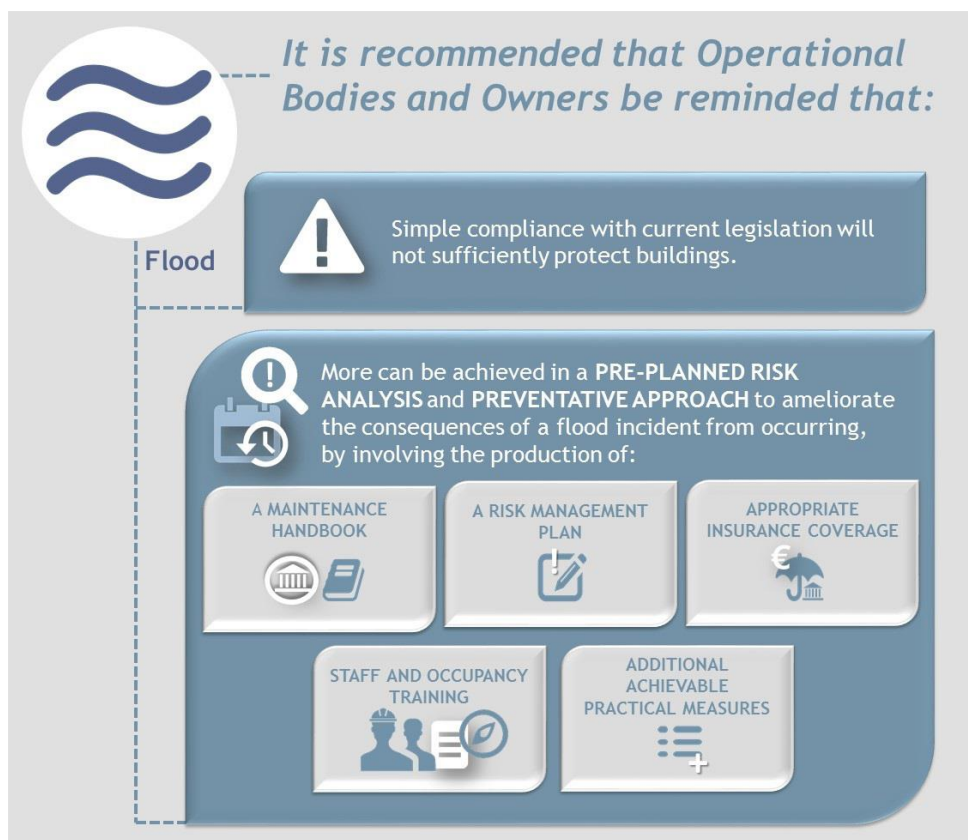 It is recommended that Operational
Bodies and Owners be reminded that:
Flood
Simple compliance with current legislation will
not sufficiently protect buildings.
More can be achieved in a PRE-PLANNED RISK
ANALYSIS and PREVENTATIVE APPROACH to ameliorate
the consequences of a flood incident from occurring,
by involving the production of:
A MAINTENANCE
HANDBOOK
A RISK MANAGEMENT
PLAN
APPROPRIATE
INSURANCE COVERAGE
€
STAFF AND OCCUPANCY
TRAINING
ADDITIONAL
ACHIEVABLE
PRACTICAL MEASURES